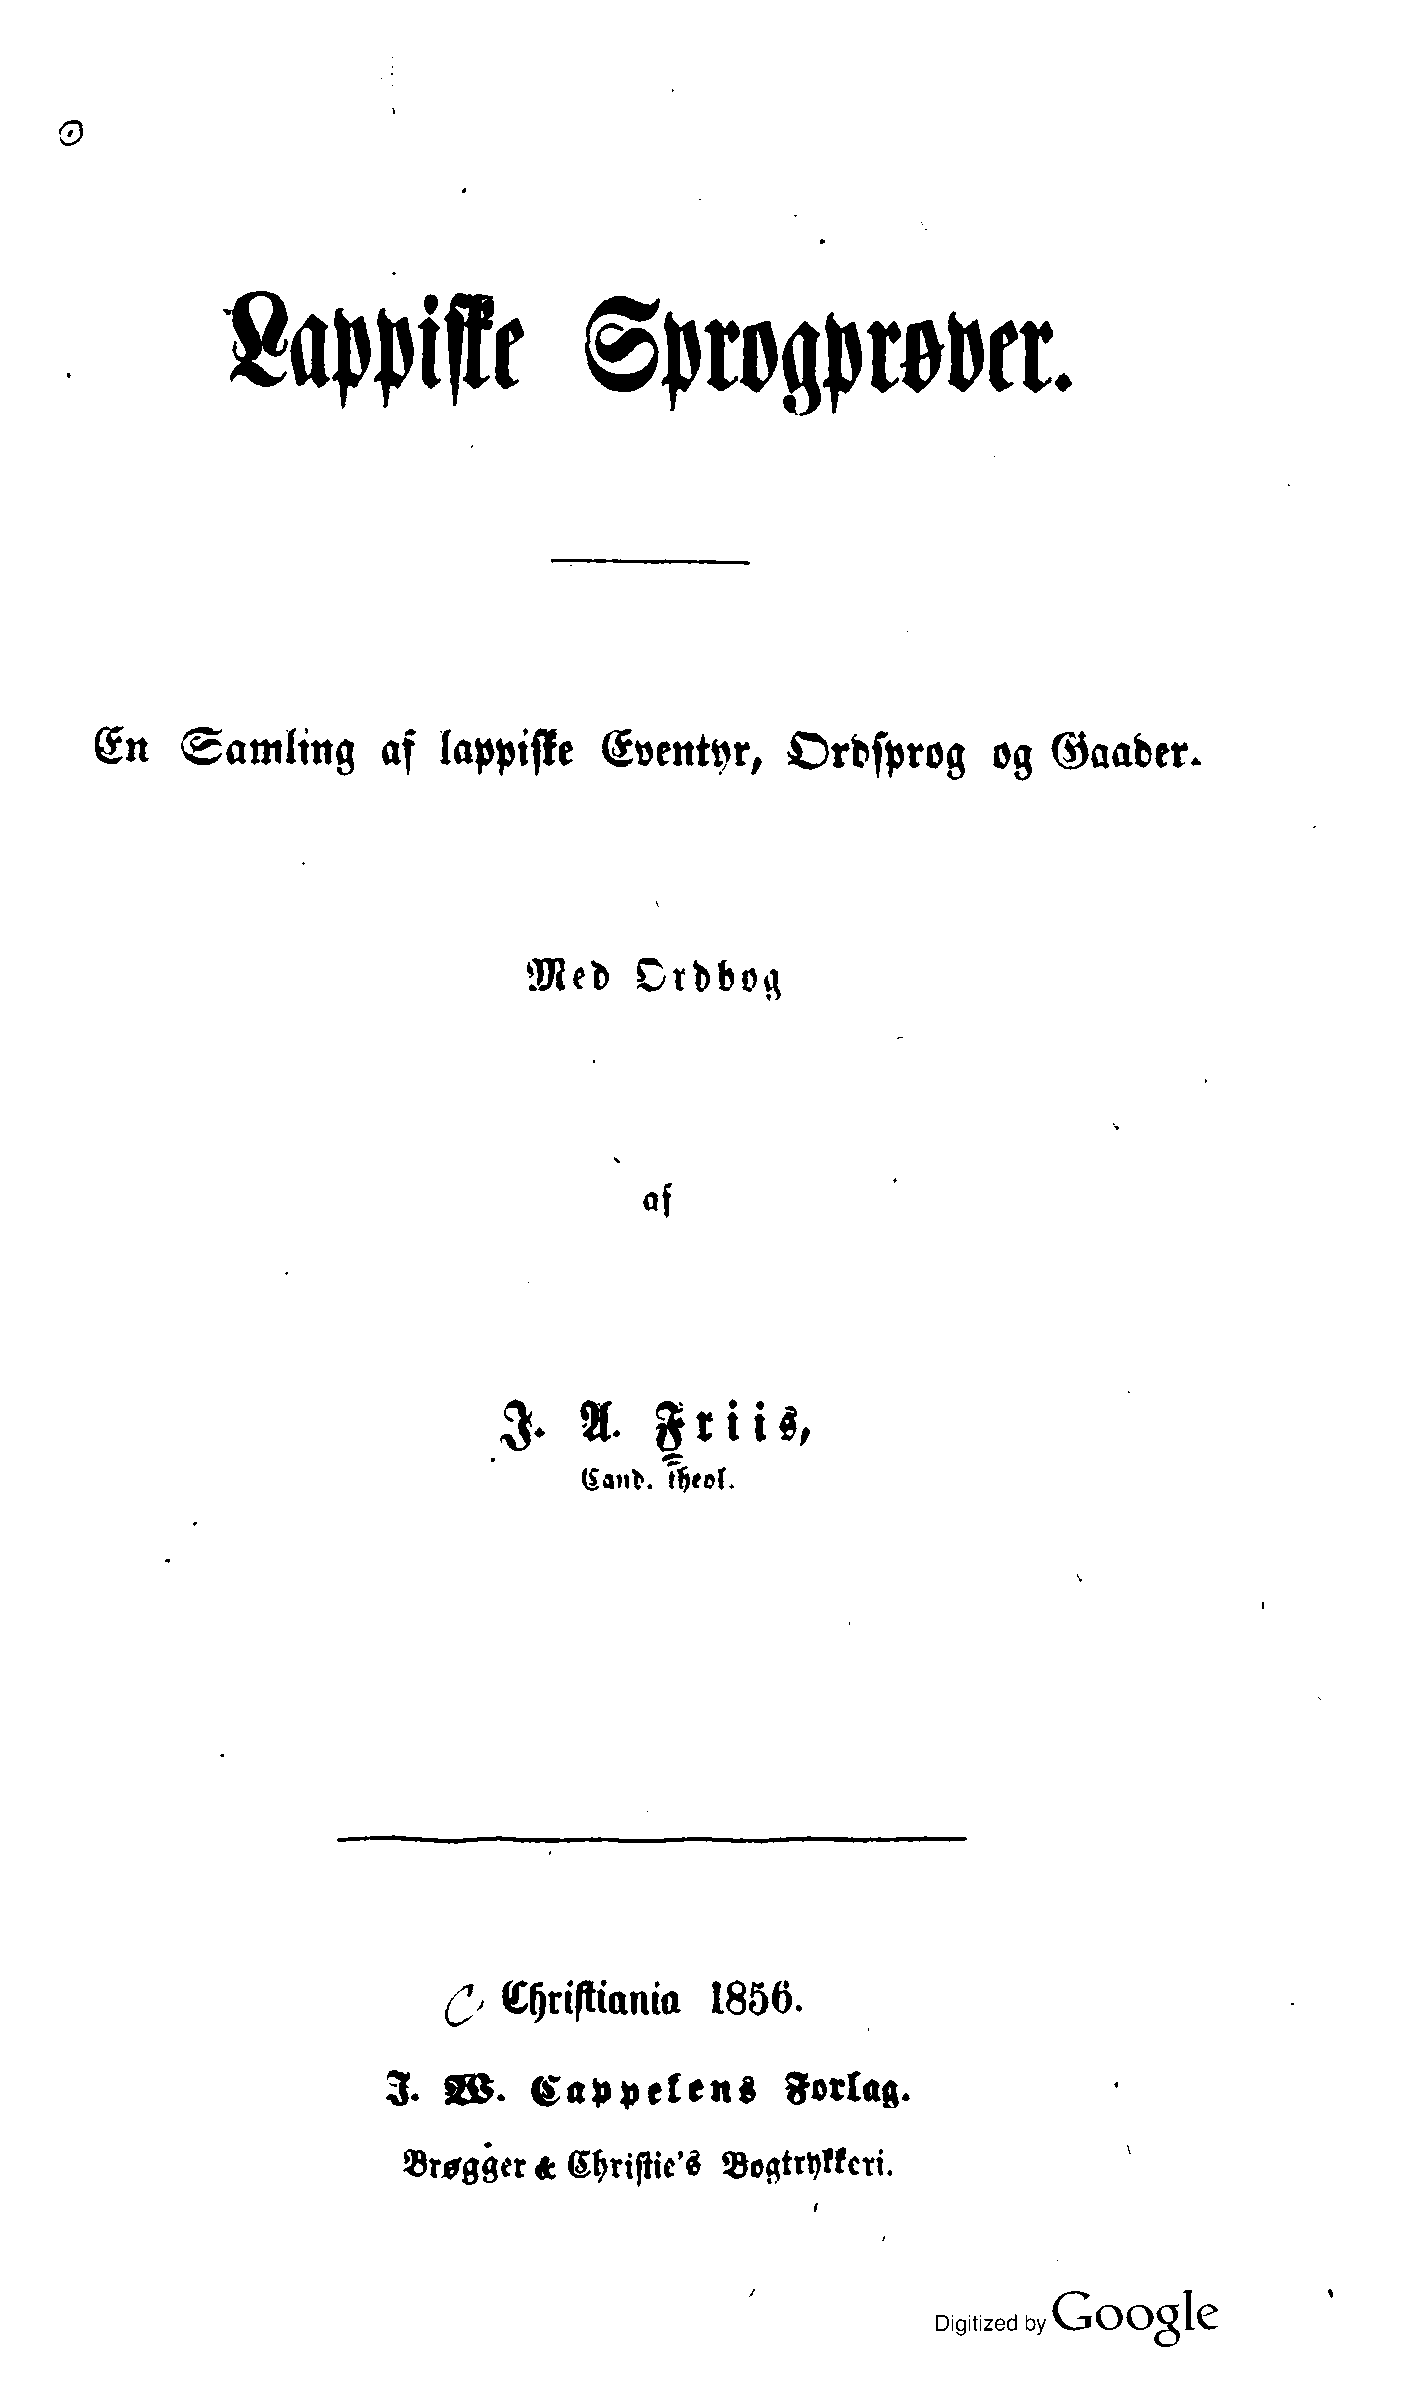 Lappiske Sprogprøver.
En Samling af lappiske Eventyr, Ordsprog og Gaader.
Med Ordbog
af
J. A. Friis,
Cand. theol.
Christiania 1856.
J. W. Cappelens Forlag.
Brøgger & Christie's Bogtrykkeri.
Digitized by Google